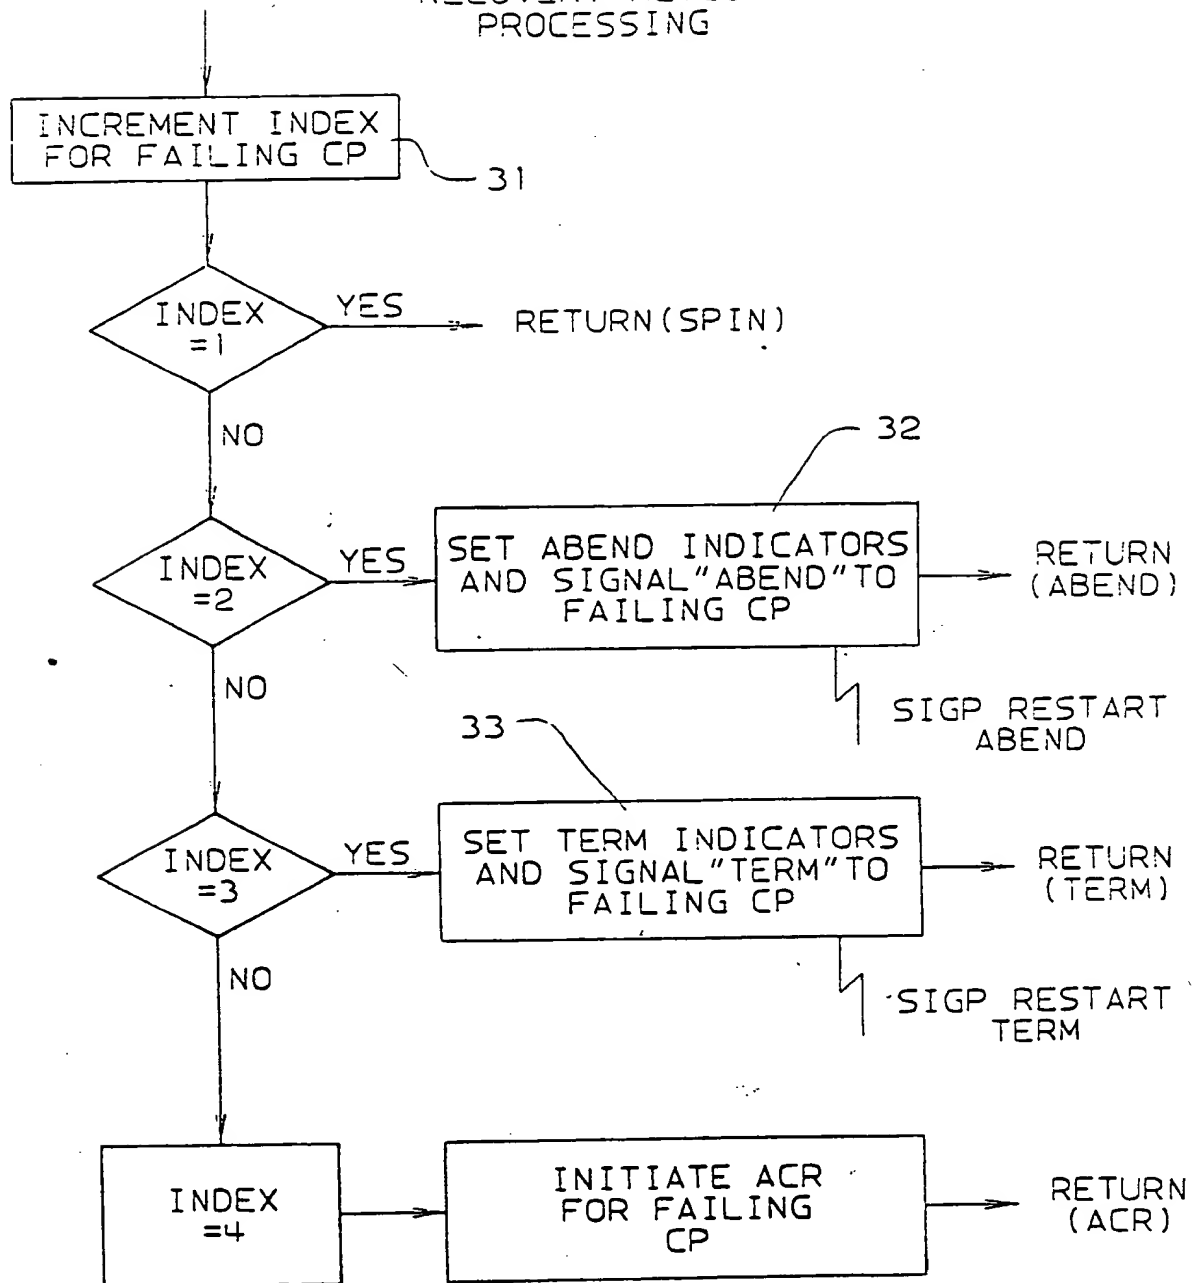 PROCESSING
INCREMENT INDEX
FOR FAILING CP
31
INDEX
=1
YES
RETURN(SPIN)
NO
32
INDEX
=2
YES
SET ABEND INDICATORS
AND SIGNAL "ABEND" TO
FAILING CP
RETURN
(ABEND)
NO
SIGP RESTART
ABEND
33
INDEX
=3
YES
SET TERM INDICATORS
AND SIGNAL "TERM" TO
FAILING CP
RETURN
(TERM)
NO
SIGP RESTART
TERM
INDEX
=4
INITIATE ACR
FOR FAILING
CP
RETURN
(ACR)